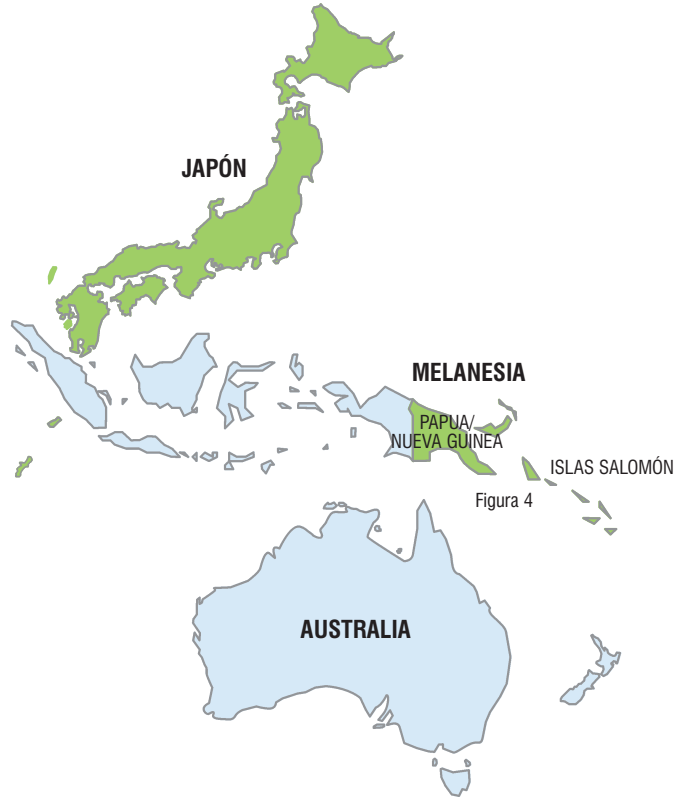 JAPÓN
MELANESIA
PAPUA/
NUEVA GUINEA
ISLAS SALOMÓN
Figura 4
AUSTRALIA